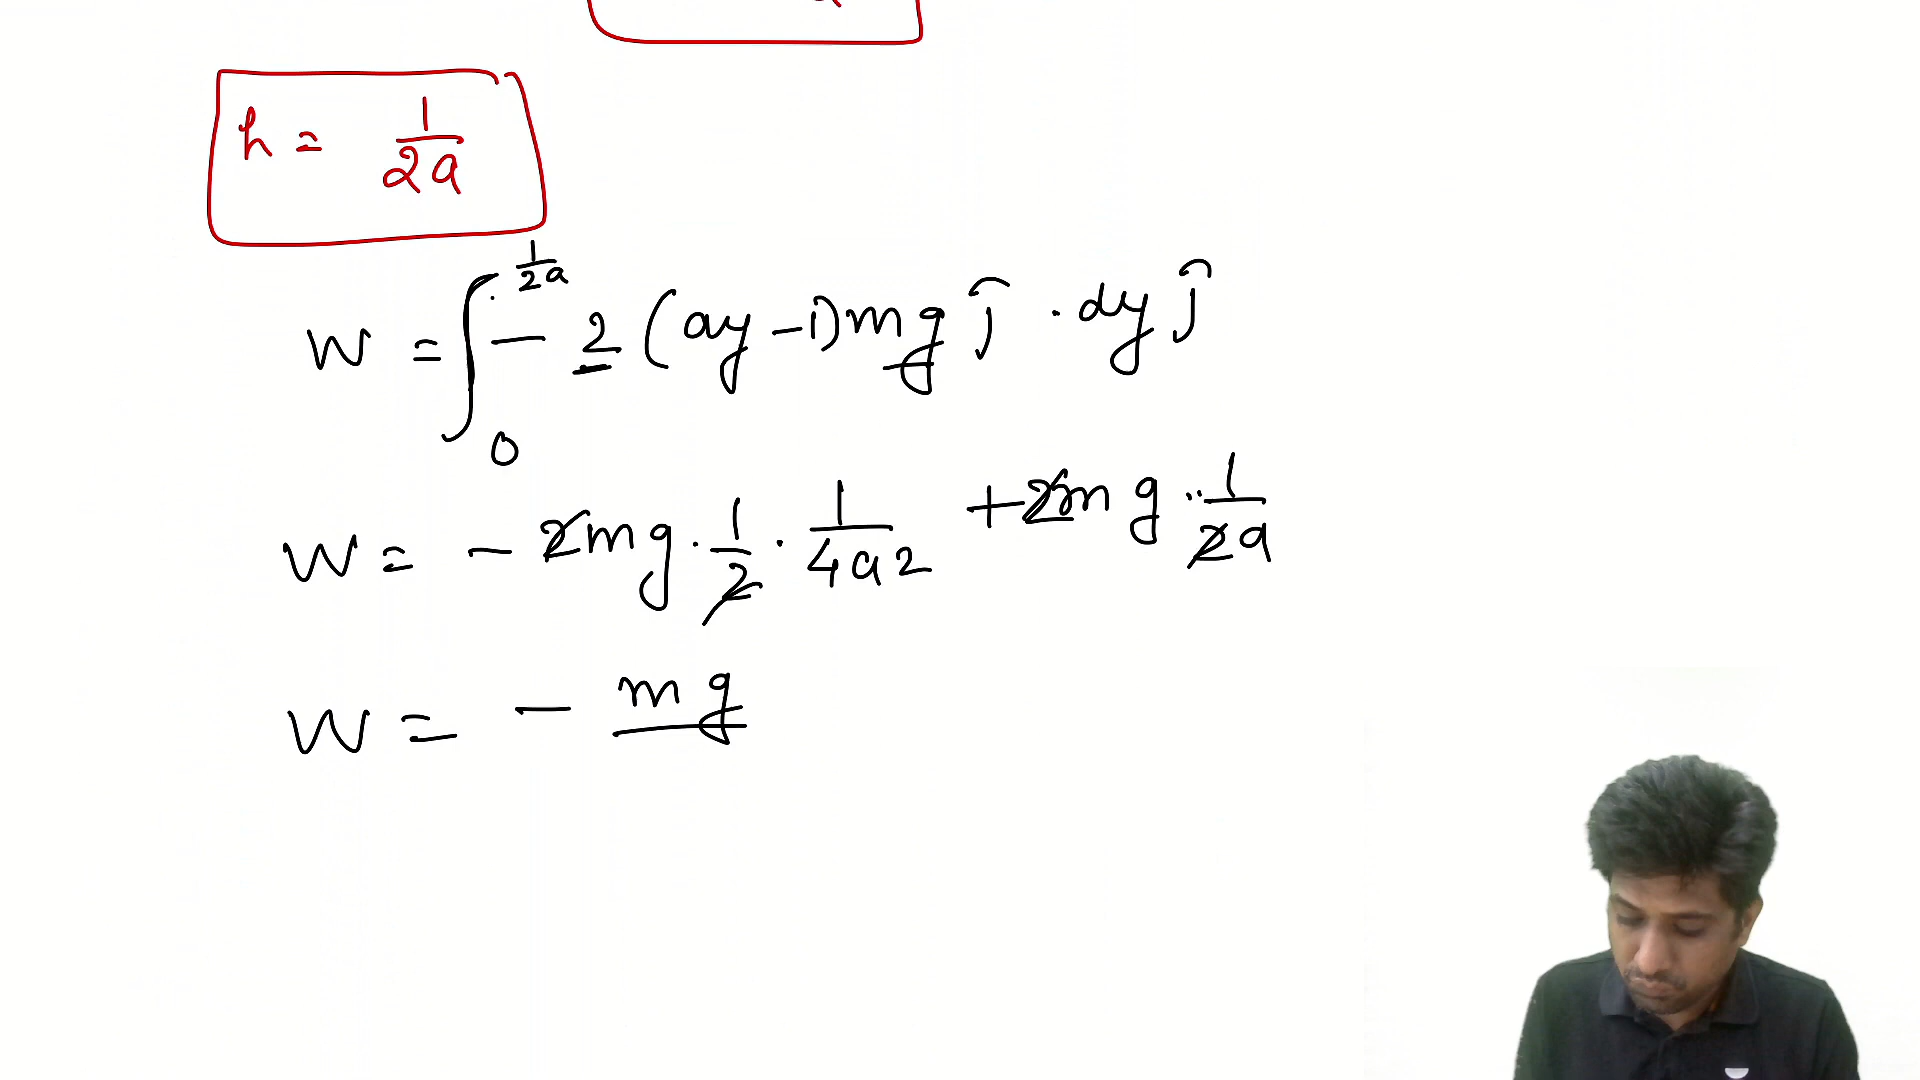 h = 1/2a
W = ∫₀^{1/2a} − 2 (ay − 1) mg ĵ · dy ĵ
W = − 2mg · 1/2 · 1/4a2 + 2mg · 1/2a
W = − mg